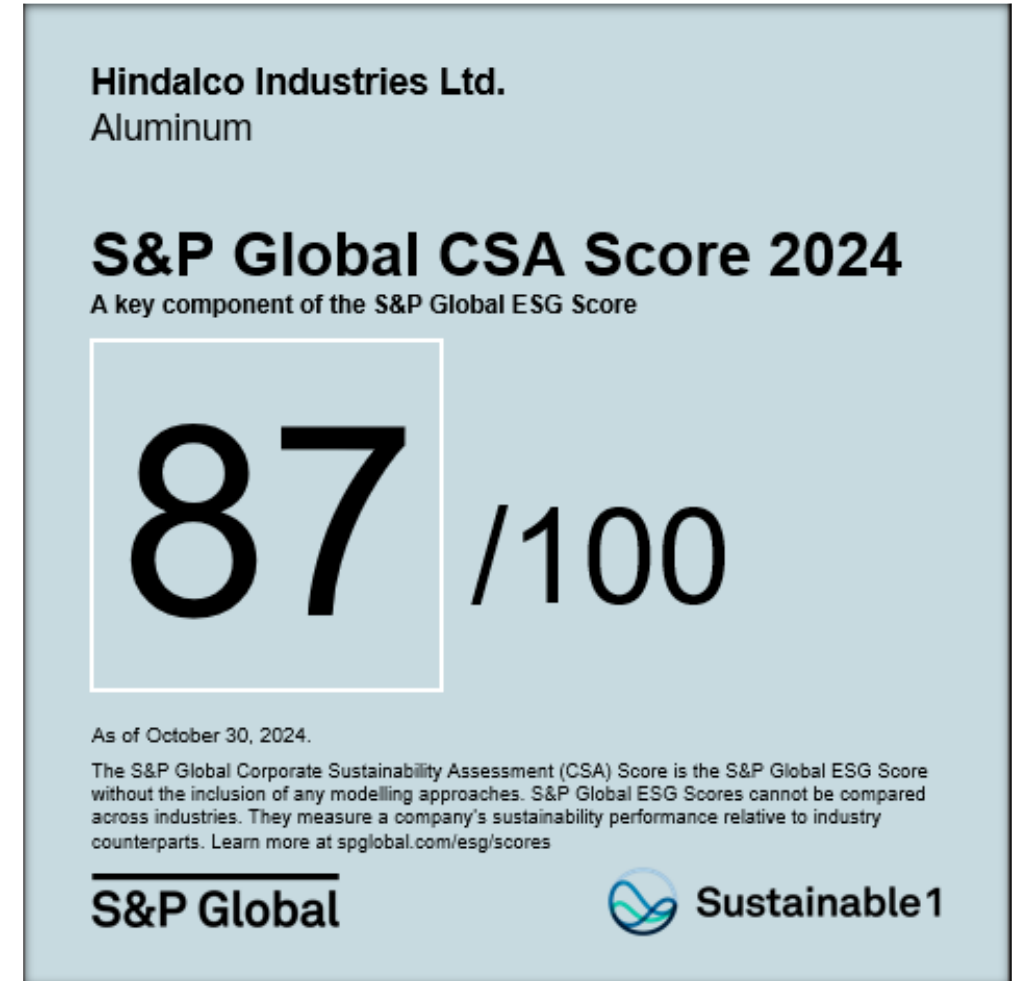 Hindalco Industries Ltd.
Aluminum
S&P Global CSA Score 2024
A key component of the S&P Global ESG Score
87 /100
As of October 30, 2024.
The S&P Global Corporate Sustainability Assessment (CSA) Score is the S&P Global ESG Score
without the inclusion of any modelling approaches. S&P Global ESG Scores cannot be compared
across industries. They measure a company's sustainability performance relative to industry
counterparts. Learn more at spglobal.com/esg/scores
S&P Global
Sustainable1